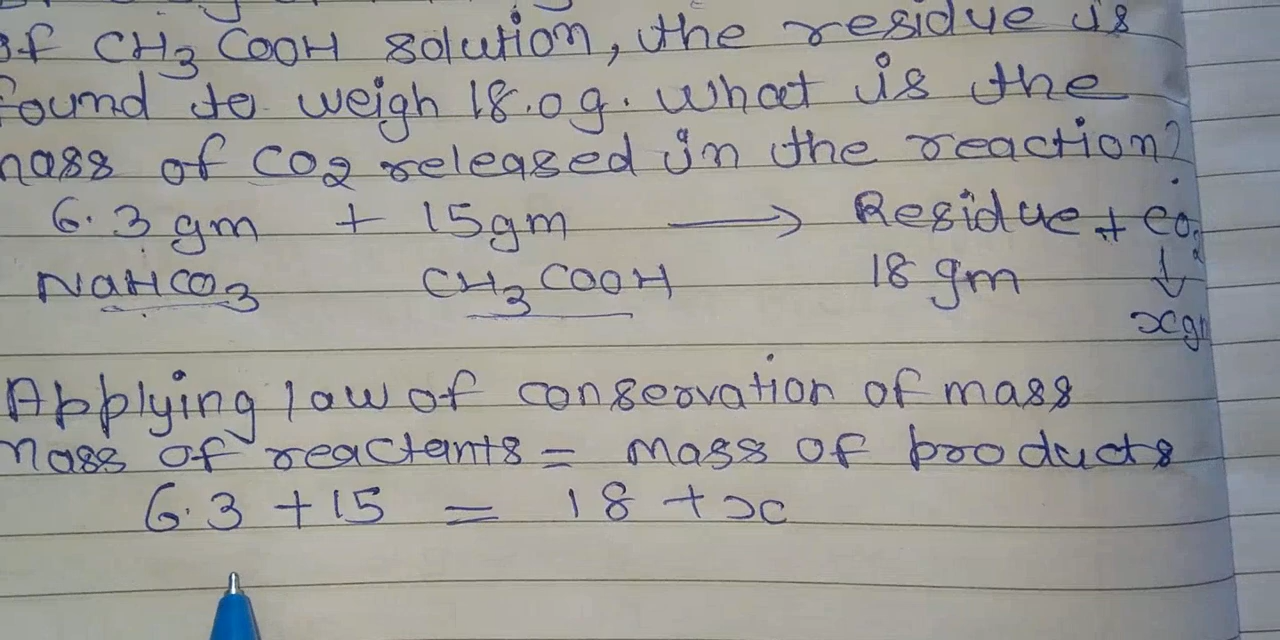 of CH3 COOH solution, the residue is
found to weigh 18.0g. What is the
mass of CO2 released in the reaction?
6.3 gm + 15gm → Residue + CO2
NaHCO3 CH3COOH 18 gm ↓
x gm
Applying law of conservation of mass
Mass of reactants = Mass of products
6.3 + 15 = 18 + x